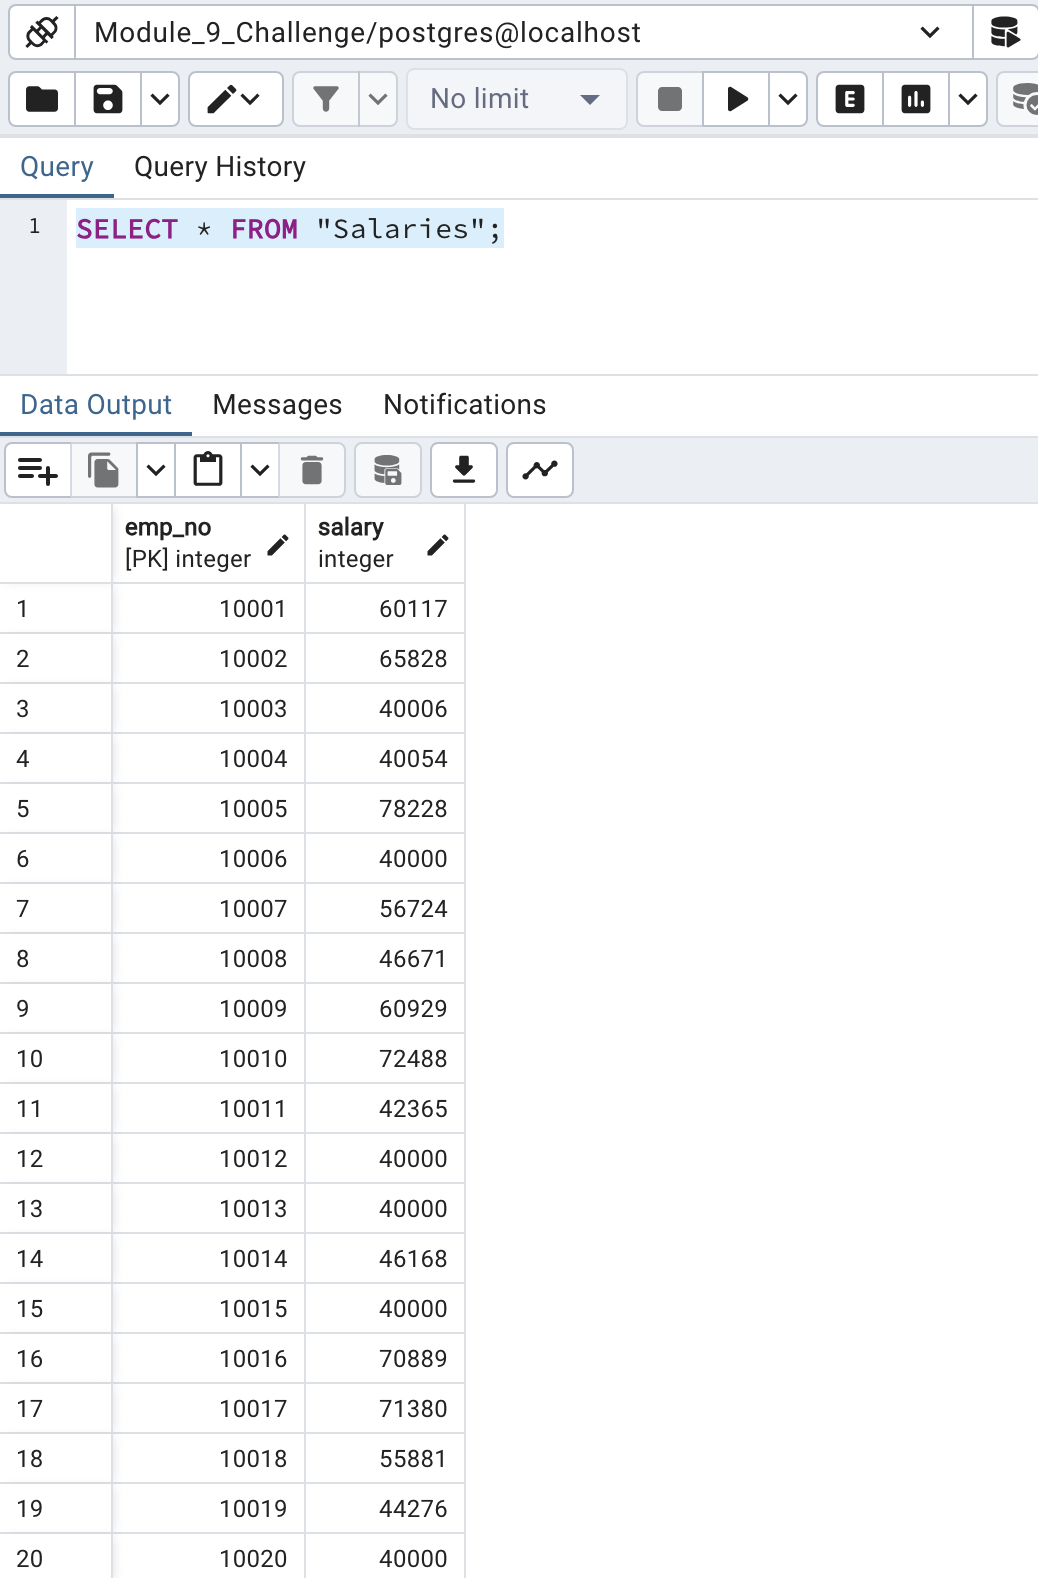 Module_9_Challenge/postgres@localhost
No limit
E
Query Query History
1 SELECT * FROM "Salaries";
Data Output Messages Notifications
emp_no salary
[PK] integer integer
1 10001 60117
2 10002 65828
3 10003 40006
4 10004 40054
5 10005 78228
6 10006 40000
7 10007 56724
8 10008 46671
9 10009 60929
10 10010 72488
11 10011 42365
12 10012 40000
13 10013 40000
14 10014 46168
15 10015 40000
16 10016 70889
17 10017 71380
18 10018 55881
19 10019 44276
20 10020 40000